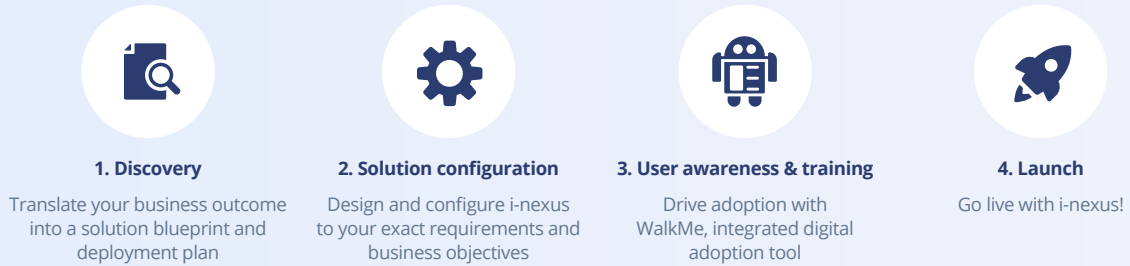 1. Discovery
Translate your business outcome
into a solution blueprint and
deployment plan
2. Solution configuration
Design and configure i-nexus
to your exact requirements and
business objectives
3. User awareness & training
Drive adoption with
WalkMe, integrated digital
adoption tool
4. Launch
Go live with i-nexus!